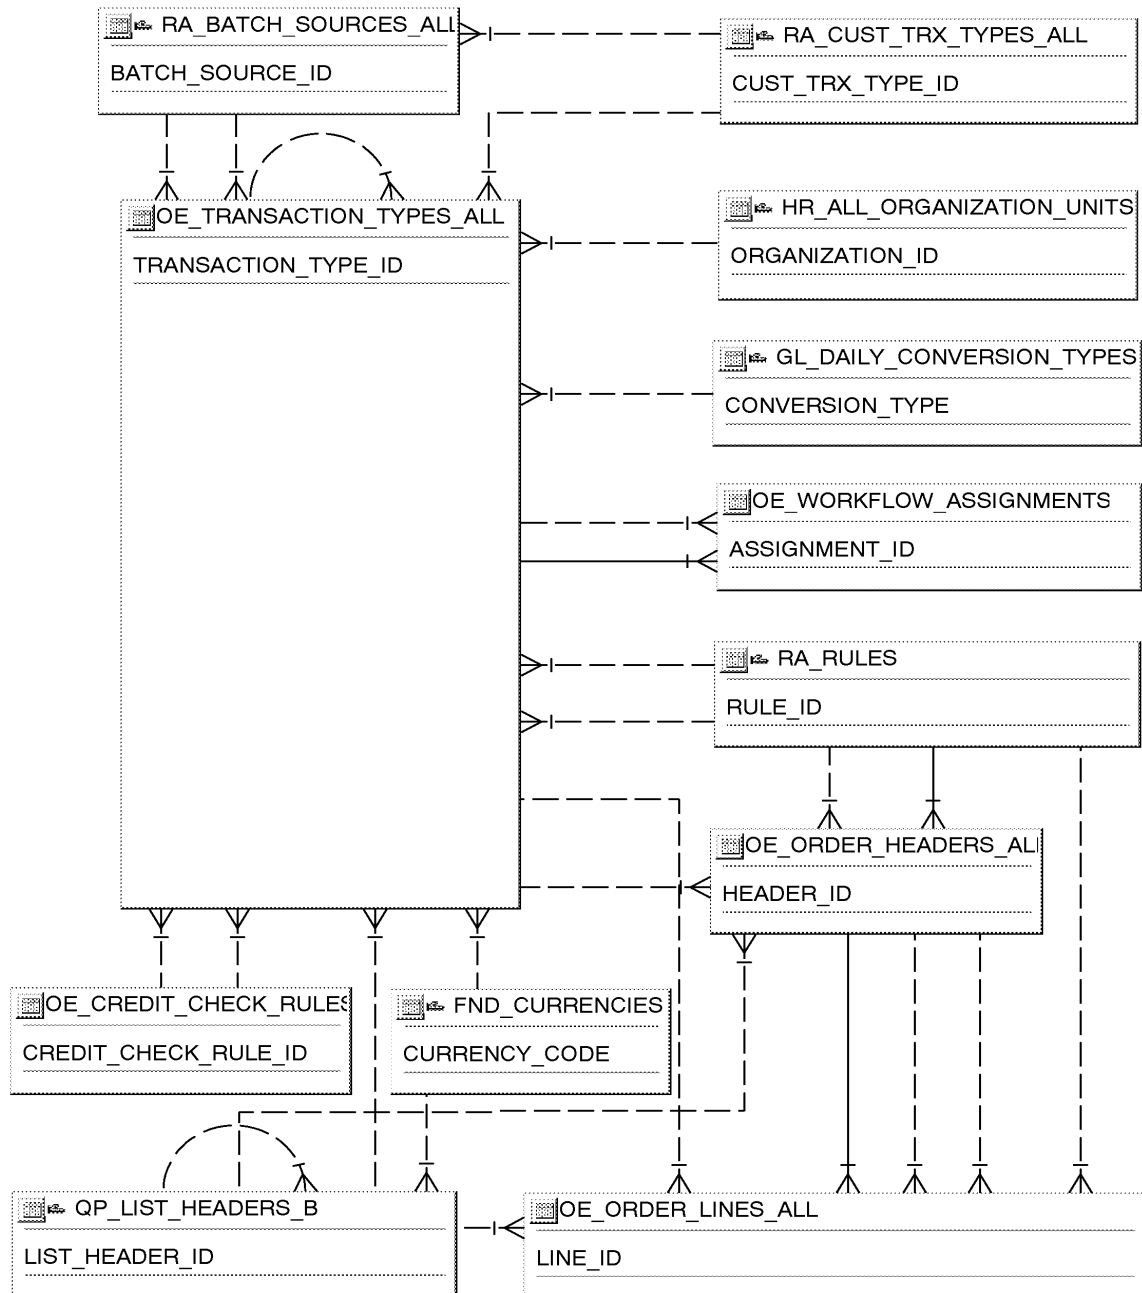 RA_BATCH_SOURCES_ALL
BATCH_SOURCE_ID
RA_CUST_TRX_TYPES_ALL
CUST_TRX_TYPE_ID
OE_TRANSACTION_TYPES_ALL
TRANSACTION_TYPE_ID
HR_ALL_ORGANIZATION_UNITS
ORGANIZATION_ID
GL_DAILY_CONVERSION_TYPES
CONVERSION_TYPE
OE_WORKFLOW_ASSIGNMENTS
ASSIGNMENT_ID
RA_RULES
RULE_ID
OE_ORDER_HEADERS_ALL
HEADER_ID
OE_CREDIT_CHECK_RULES
CREDIT_CHECK_RULE_ID
FND_CURRENCIES
CURRENCY_CODE
QP_LIST_HEADERS_B
LIST_HEADER_ID
OE_ORDER_LINES_ALL
LINE_ID